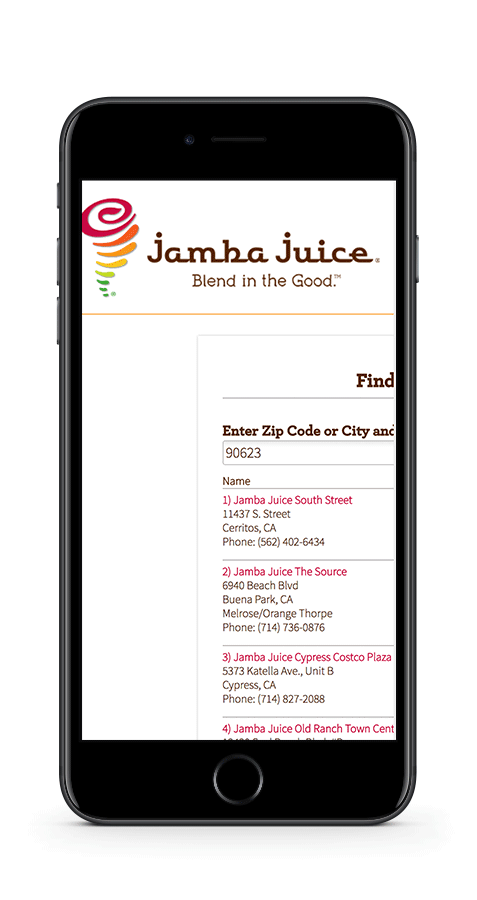 jamba juice®
Blend in the Good.™
Find
Enter Zip Code or City and
90623
Name
1) Jamba Juice South Street
11437 S. Street
Cerritos, CA
Phone: (562) 402-6434
2) Jamba Juice The Source
6940 Beach Blvd
Buena Park, CA
Melrose/Orange Thorpe
Phone: (714) 736-0876
3) Jamba Juice Cypress Costco Plaza
5373 Katella Ave., Unit B
Cypress, CA
Phone: (714) 827-2088
4) Jamba Juice Old Ranch Town Cent